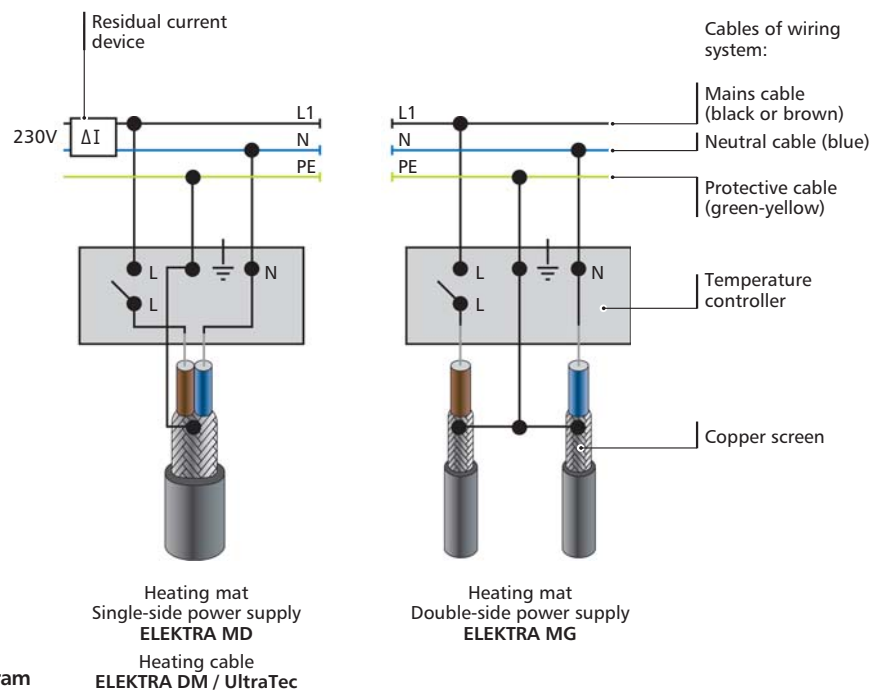 Residual current
device
Cables of wiring
system:
Mains cable
(black or brown)
Neutral cable (blue)
Protective cable
(green-yellow)
230V
ΔI
L1
N
PE
L1
N
PE
L
N
L
L
N
L
Temperature
controller
Copper screen
Heating mat
Single-side power supply
ELEKTRA MD
Heating cable
ELEKTRA DM / UltraTec
Heating mat
Double-side power supply
ELEKTRA MG